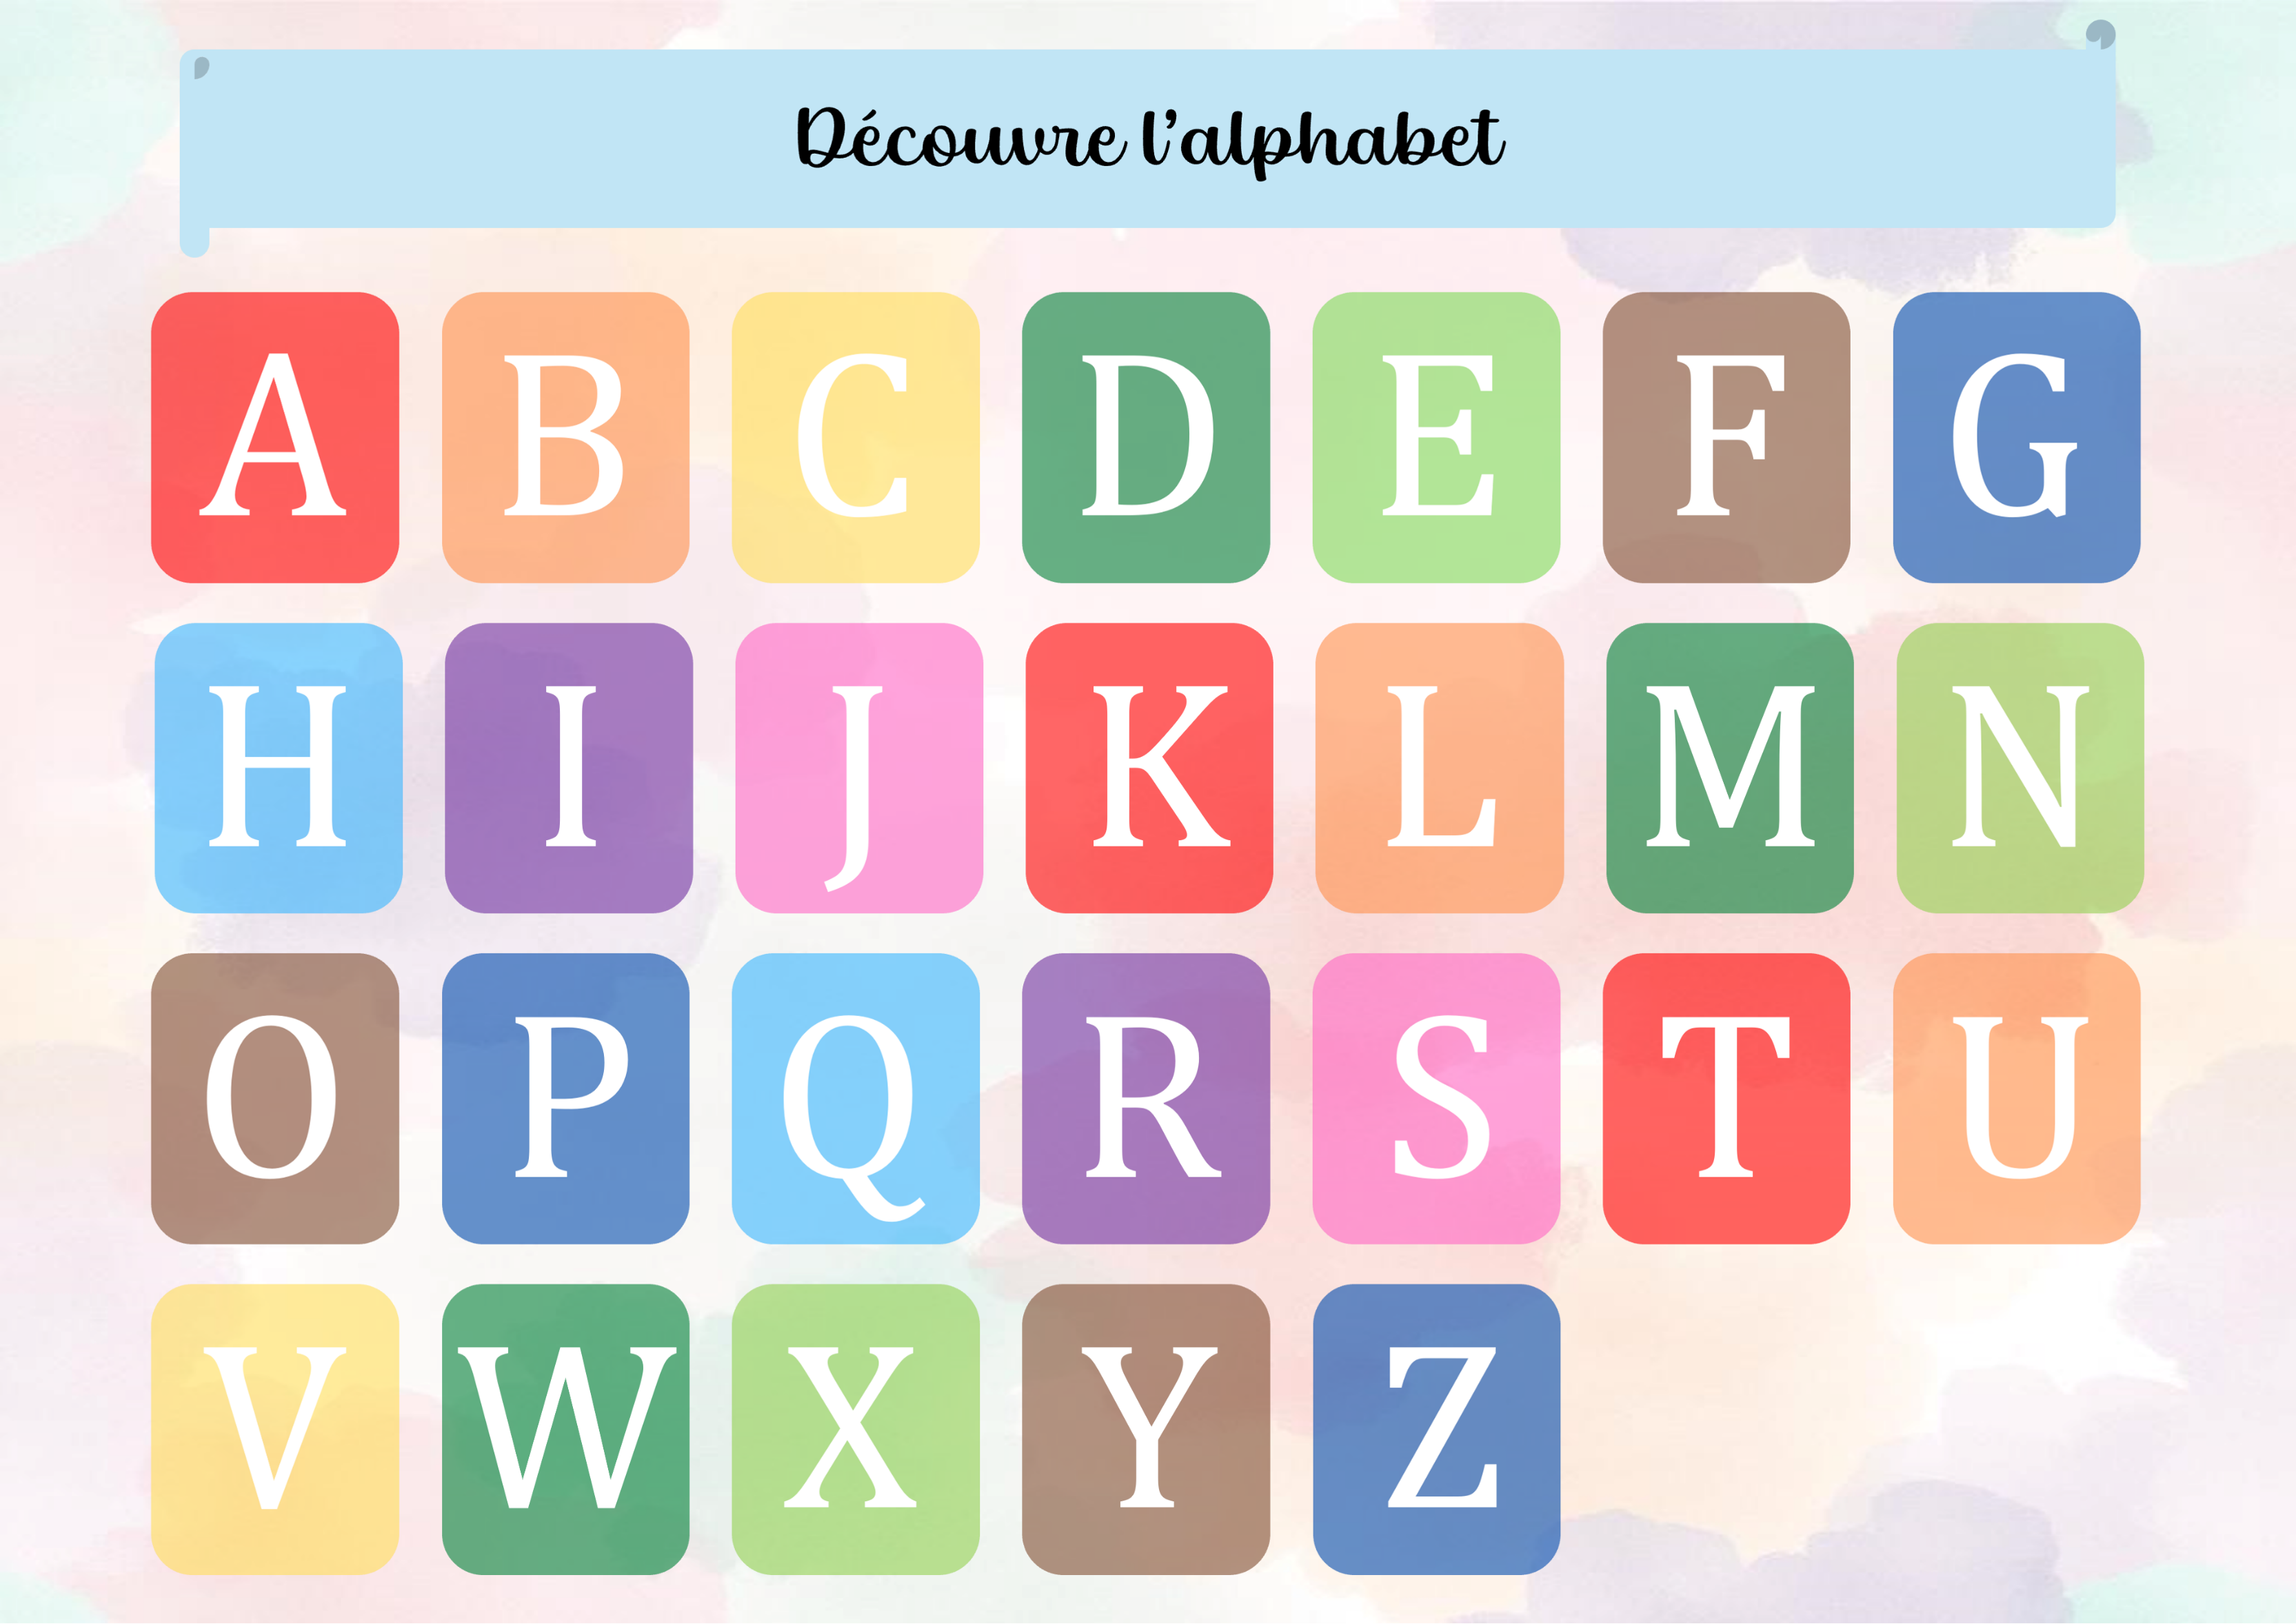 Découvre l'alphabet
A B C D E F G
H I J K L M N
O P Q R S T U
V W X Y Z